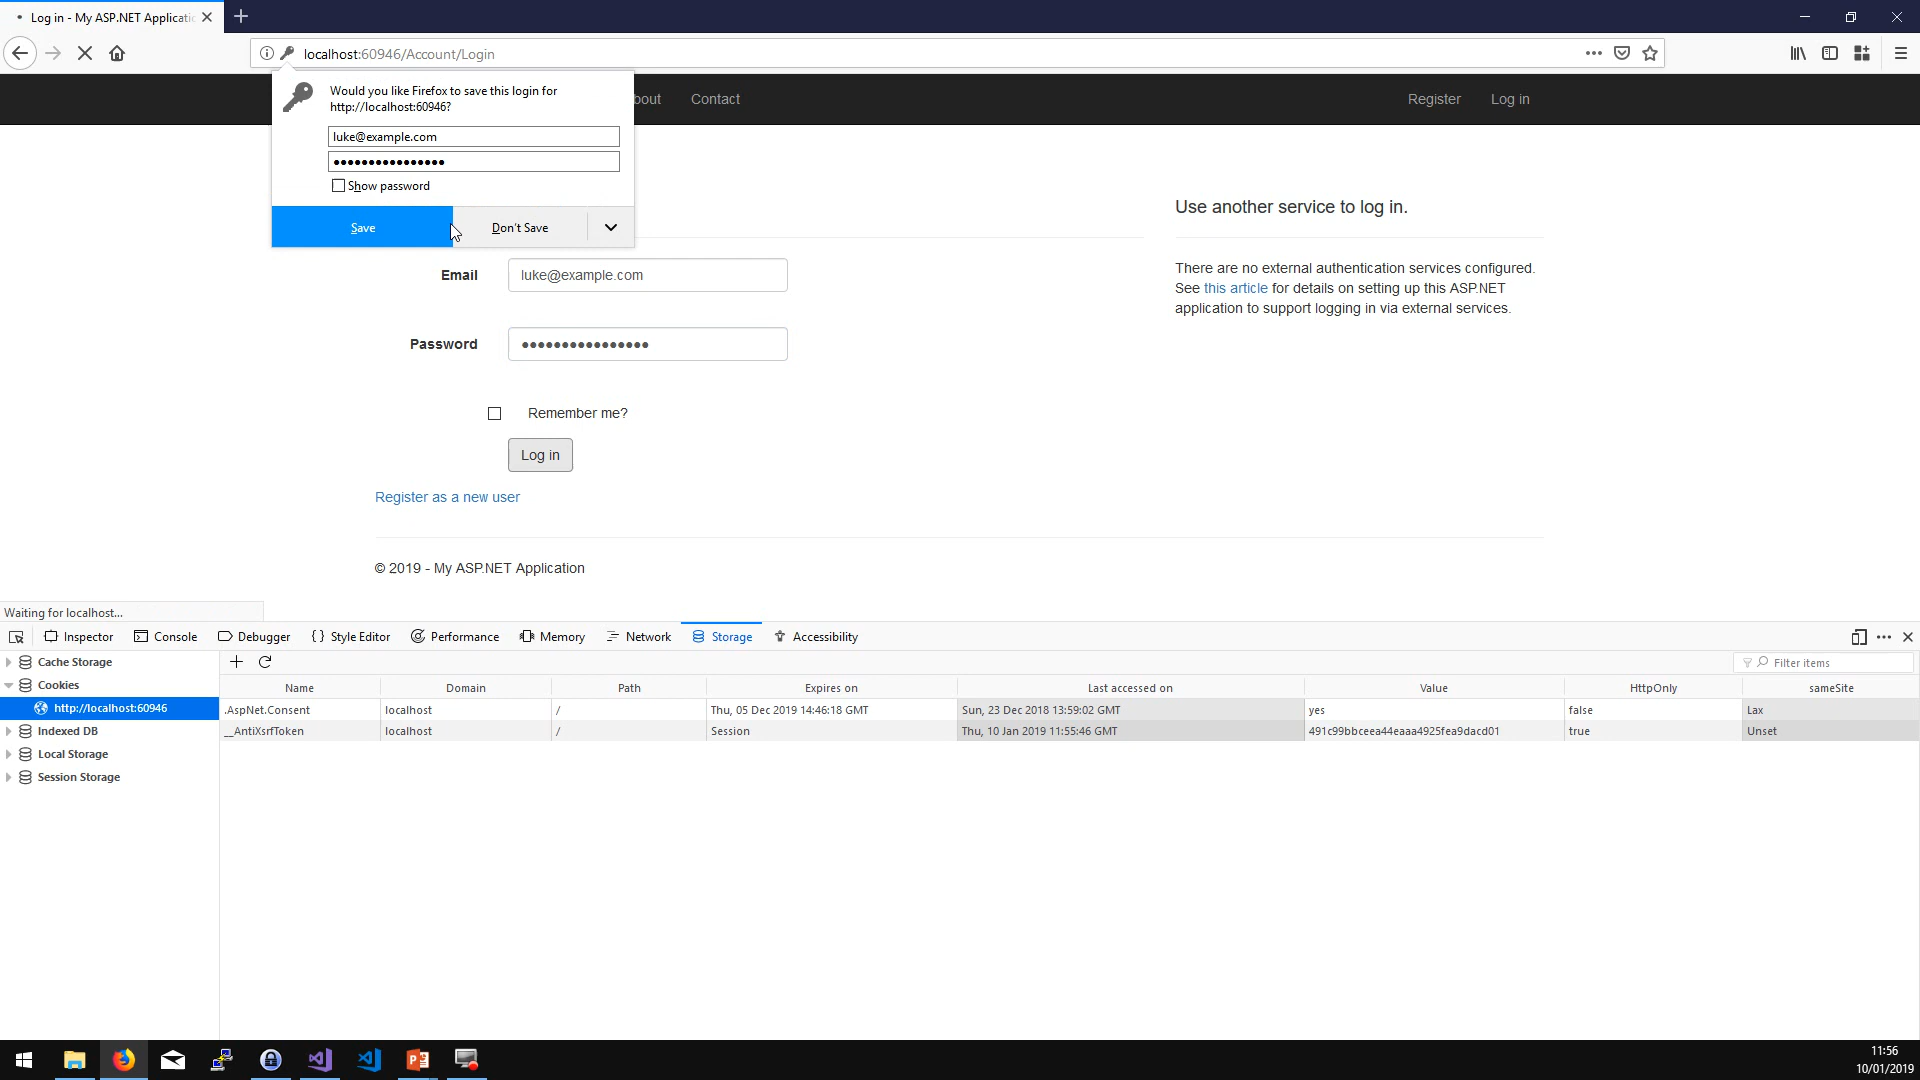 Log in - My ASP.NET Applicatio
localhost:60946/Account/Login
Would you like Firefox to save this login for
http://localhost:60946?
luke@example.com
●●●●●●●●●●●●●●●●
Show password
Save
Don't Save
bout
Contact
Register
Log in
Use another service to log in.
There are no external authentication services configured.
See this article for details on setting up this ASP.NET
application to support logging in via external services.
Email
luke@example.com
Password
●●●●●●●●●●●●●●●●
Remember me?
Log in
Register as a new user
© 2019 - My ASP.NET Application
Waiting for localhost...
Inspector Console Debugger Style Editor Performance Memory Network Storage Accessibility
Filter items
Cache Storage
Cookies
http://localhost:60946
Indexed DB
Local Storage
Session Storage
Name Domain Path Expires on Last accessed on Value HttpOnly sameSite
.AspNet.Consent localhost / Thu, 05 Dec 2019 14:46:18 GMT Sun, 23 Dec 2018 13:59:02 GMT yes false Lax
__AntiXsrfToken localhost / Session Thu, 10 Jan 2019 11:55:46 GMT 491c99bbceea44eaaa4925fea9dacd01 true Unset
11:56
10/01/2019